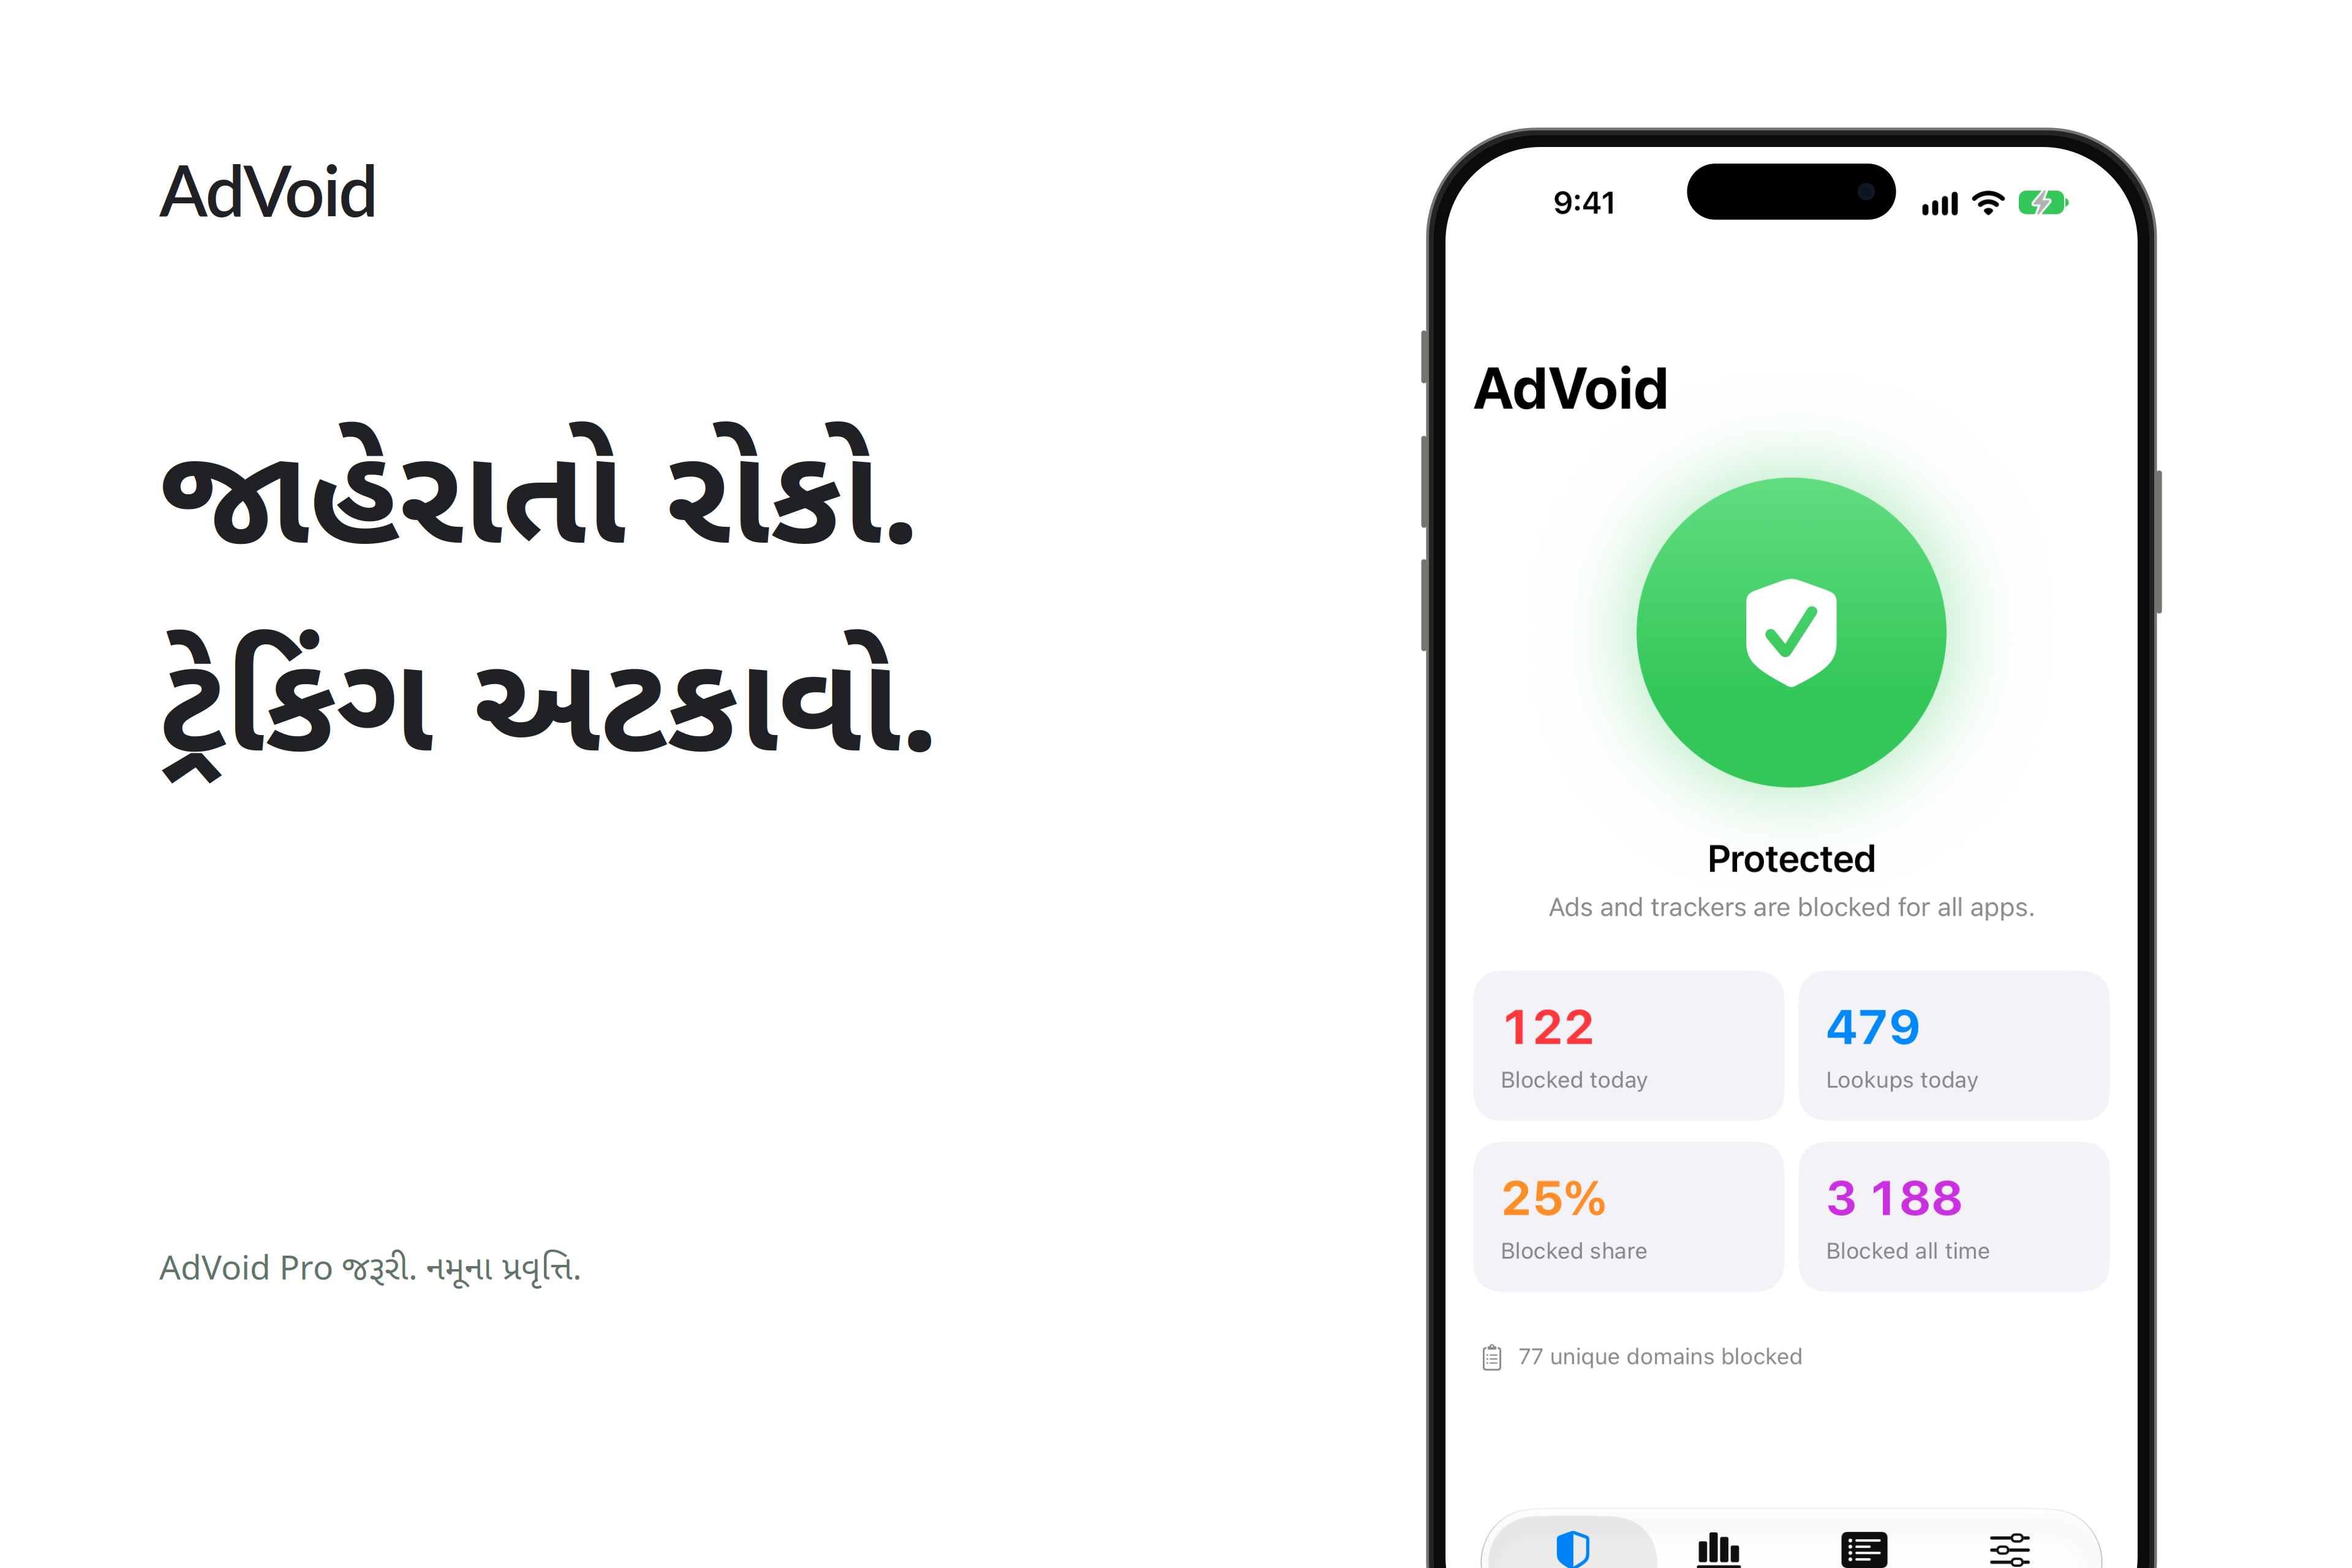 AdVoid
જાહેરાતો રોકો.
ટ્રેકિંગ અટકાવો.
AdVoid Pro જરૂરી. નમૂના પ્રવૃત્તિ.
9:41
AdVoid
Protected
Ads and trackers are blocked for all apps.
122
Blocked today
479
Lookups today
25%
Blocked share
3 188
Blocked all time
77 unique domains blocked